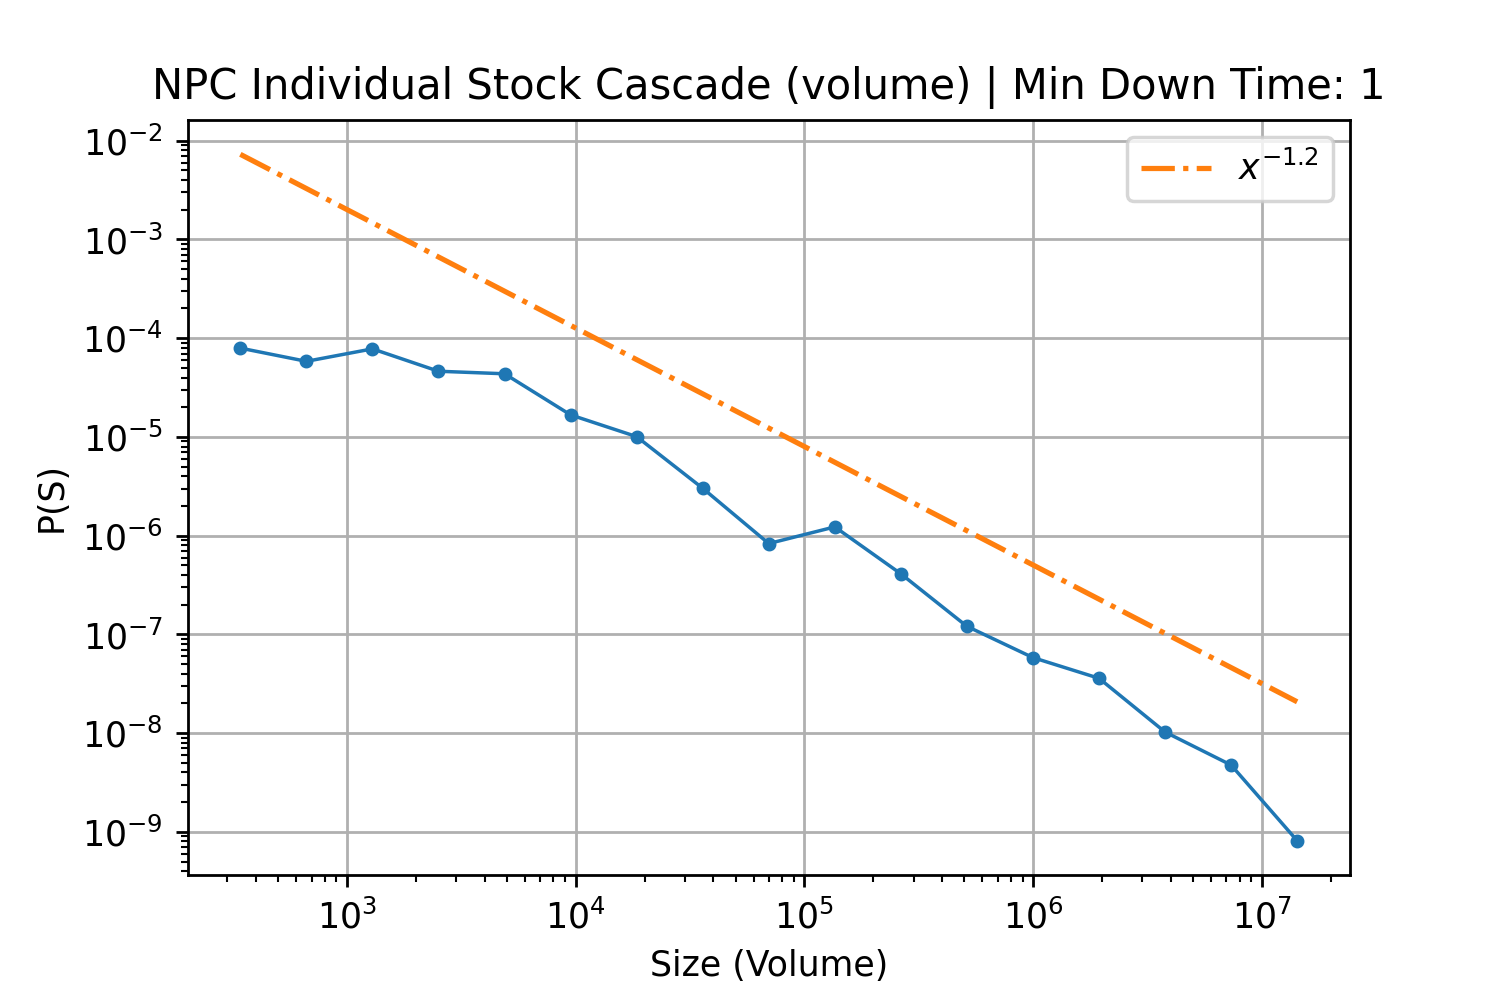 NPC Individual Stock Cascade (volume) | Min Down Time: 1
x^{-1.2}
10^{-2}
10^{-3}
10^{-4}
10^{-5}
10^{-6}
10^{-7}
10^{-8}
10^{-9}
P(S)
10^{3} 10^{4} 10^{5} 10^{6} 10^{7}
Size (Volume)